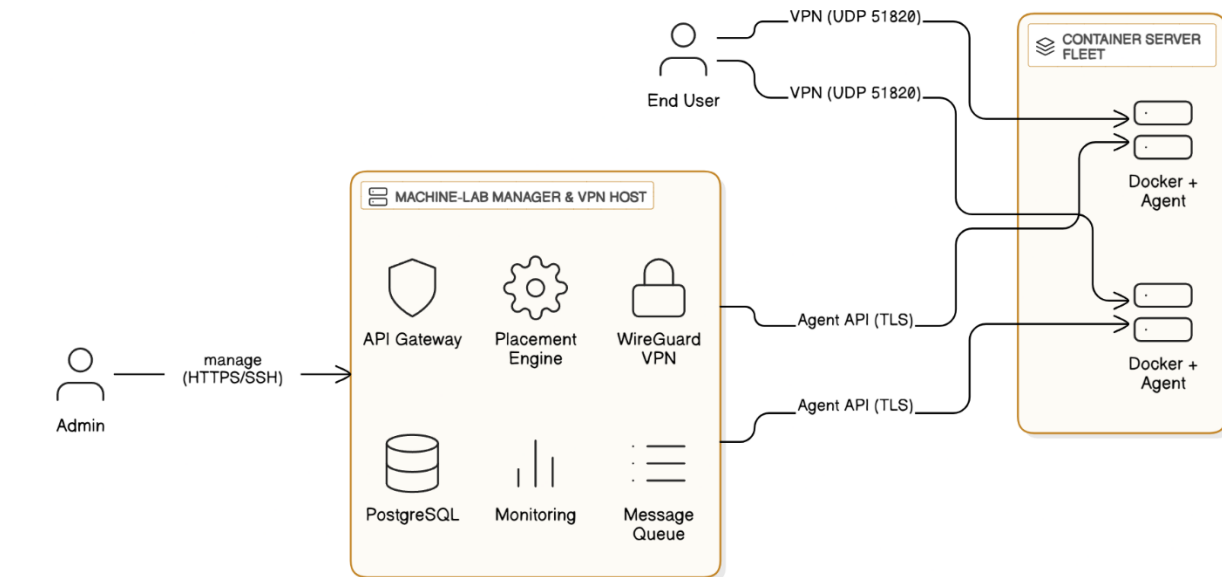 VPN (UDP 51820)
CONTAINER SERVER
FLEET
End User
VPN (UDP 51820)
Docker +
Agent
MACHINE-LAB MANAGER & VPN HOST
API Gateway
Placement
Engine
WireGuard
VPN
Agent API (TLS)
Docker +
Agent
manage
(HTTPS/SSH)
Admin
Agent API (TLS)
PostgreSQL
Monitoring
Message
Queue